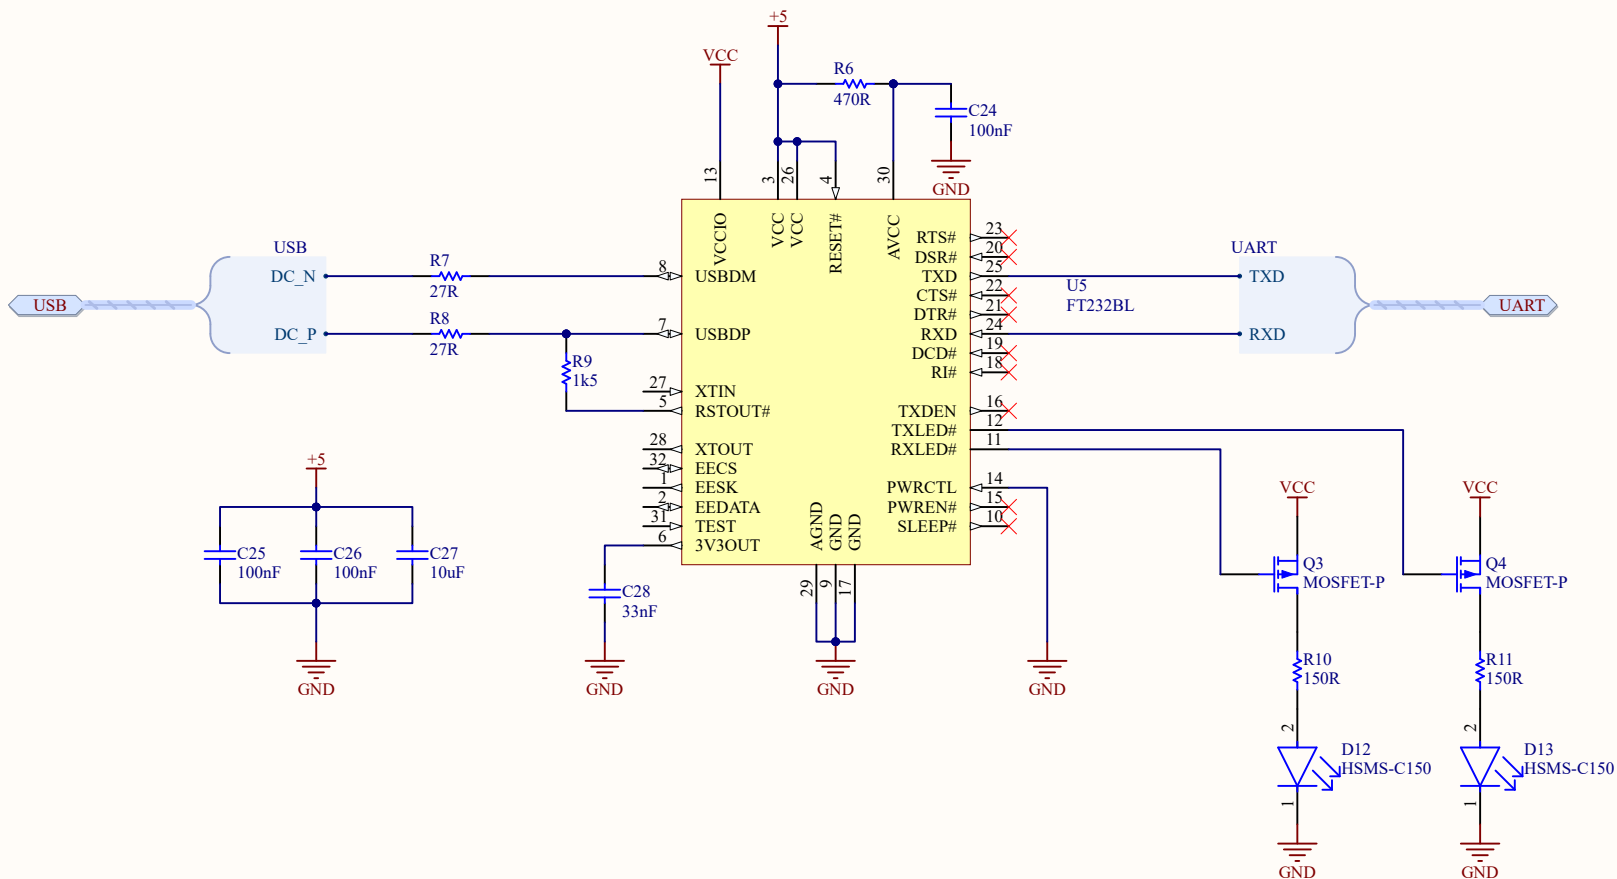 +5
VCC
R6
470R
C24
100nF
GND
13
3
26
4
30
VCCIO
VCC
VCC
RESET#
AVCC
USB
DC_N
DC_P
USB
R7
27R
R8
27R
R9
1k5
8
USBDM
7
USBDP
27
XTIN
5
RSTOUT#
28
XTOUT
32
EECS
1
EESK
2
EEDATA
31
TEST
6
3V3OUT
RTS#
23
DSR#
20
TXD
25
CTS#
22
DTR#
21
RXD
24
DCD#
19
RI#
18
TXDEN
16
TXLED#
12
RXLED#
11
PWRCTL
14
PWREN#
15
SLEEP#
10
U5
FT232BL
UART
TXD
RXD
UART
AGND
GND
GND
29
9
17
GND
+5
C25
100nF
C26
100nF
C27
10uF
GND
C28
33nF
GND
GND
VCC
Q3
MOSFET-P
R10
150R
2
D12
HSMS-C150
1
GND
VCC
Q4
MOSFET-P
R11
150R
2
D13
HSMS-C150
1
GND